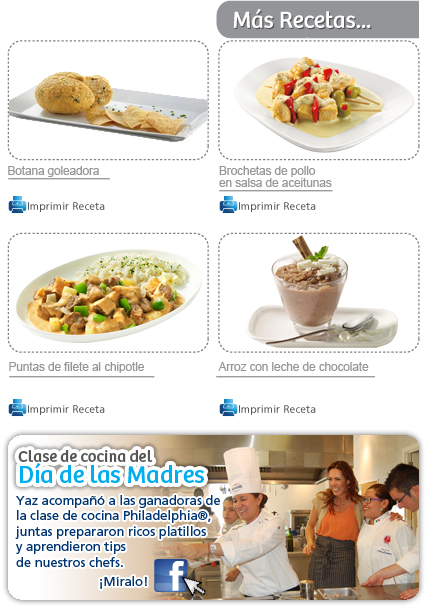 Más Recetas...
Botana goleadora
Brochetas de pollo
en salsa de aceitunas
Imprimir Receta
Imprimir Receta
Puntas de filete al chipotle
Arroz con leche de chocolate
Imprimir Receta
Imprimir Receta
Clase de cocina del
Día de las Madres
Yaz acompañó a las ganadoras de
la clase de cocina Philadelphia®,
juntas prepararon ricos platillos
y aprendieron tips
de nuestros chefs.
¡Míralo!
f